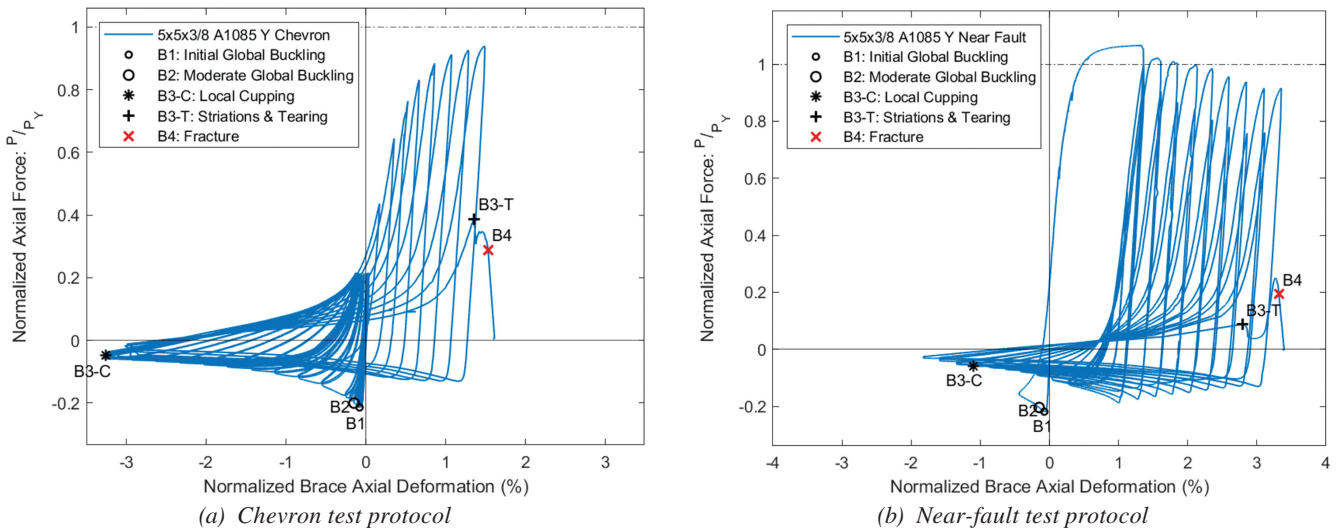 5x5x3/8 A1085 Y Chevron
B1: Initial Global Buckling
B2: Moderate Global Buckling
B3-C: Local Cupping
B3-T: Striations & Tearing
B4: Fracture
1
0.8
0.6
0.4
0.2
0
-0.2
Normalized Axial Force: P/PY
B3-T
B4
B3-C
B2
B1
-3
-2
-1
0
1
2
3
Normalized Brace Axial Deformation (%)
(a) Chevron test protocol
5x5x3/8 A1085 Y Near Fault
B1: Initial Global Buckling
B2: Moderate Global Buckling
B3-C: Local Cupping
B3-T: Striations & Tearing
B4: Fracture
1
0.8
0.6
0.4
0.2
0
-0.2
Normalized Axial Force: P/PY
B4
B3-T
B3-C
B2
B1
-4
-3
-2
-1
0
1
2
3
4
Normalized Brace Axial Deformation (%)
(b) Near-fault test protocol